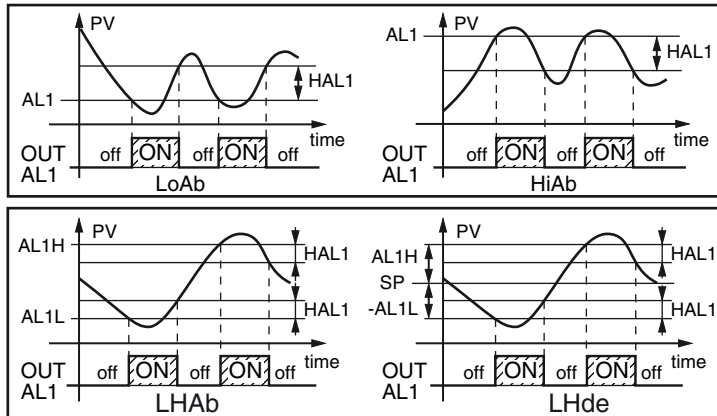 PV
AL1
HAL1
time
OUT AL1
off ON off ON off
LoAb
PV
AL1
HAL1
time
OUT AL1
off ON off ON off
HiAb
PV
AL1H
HAL1
HAL1
AL1L
time
OUT AL1
off ON off ON off
LHAb
PV
AL1H
HAL1
SP
HAL1
-AL1L
time
OUT AL1
off ON off ON off
LHde